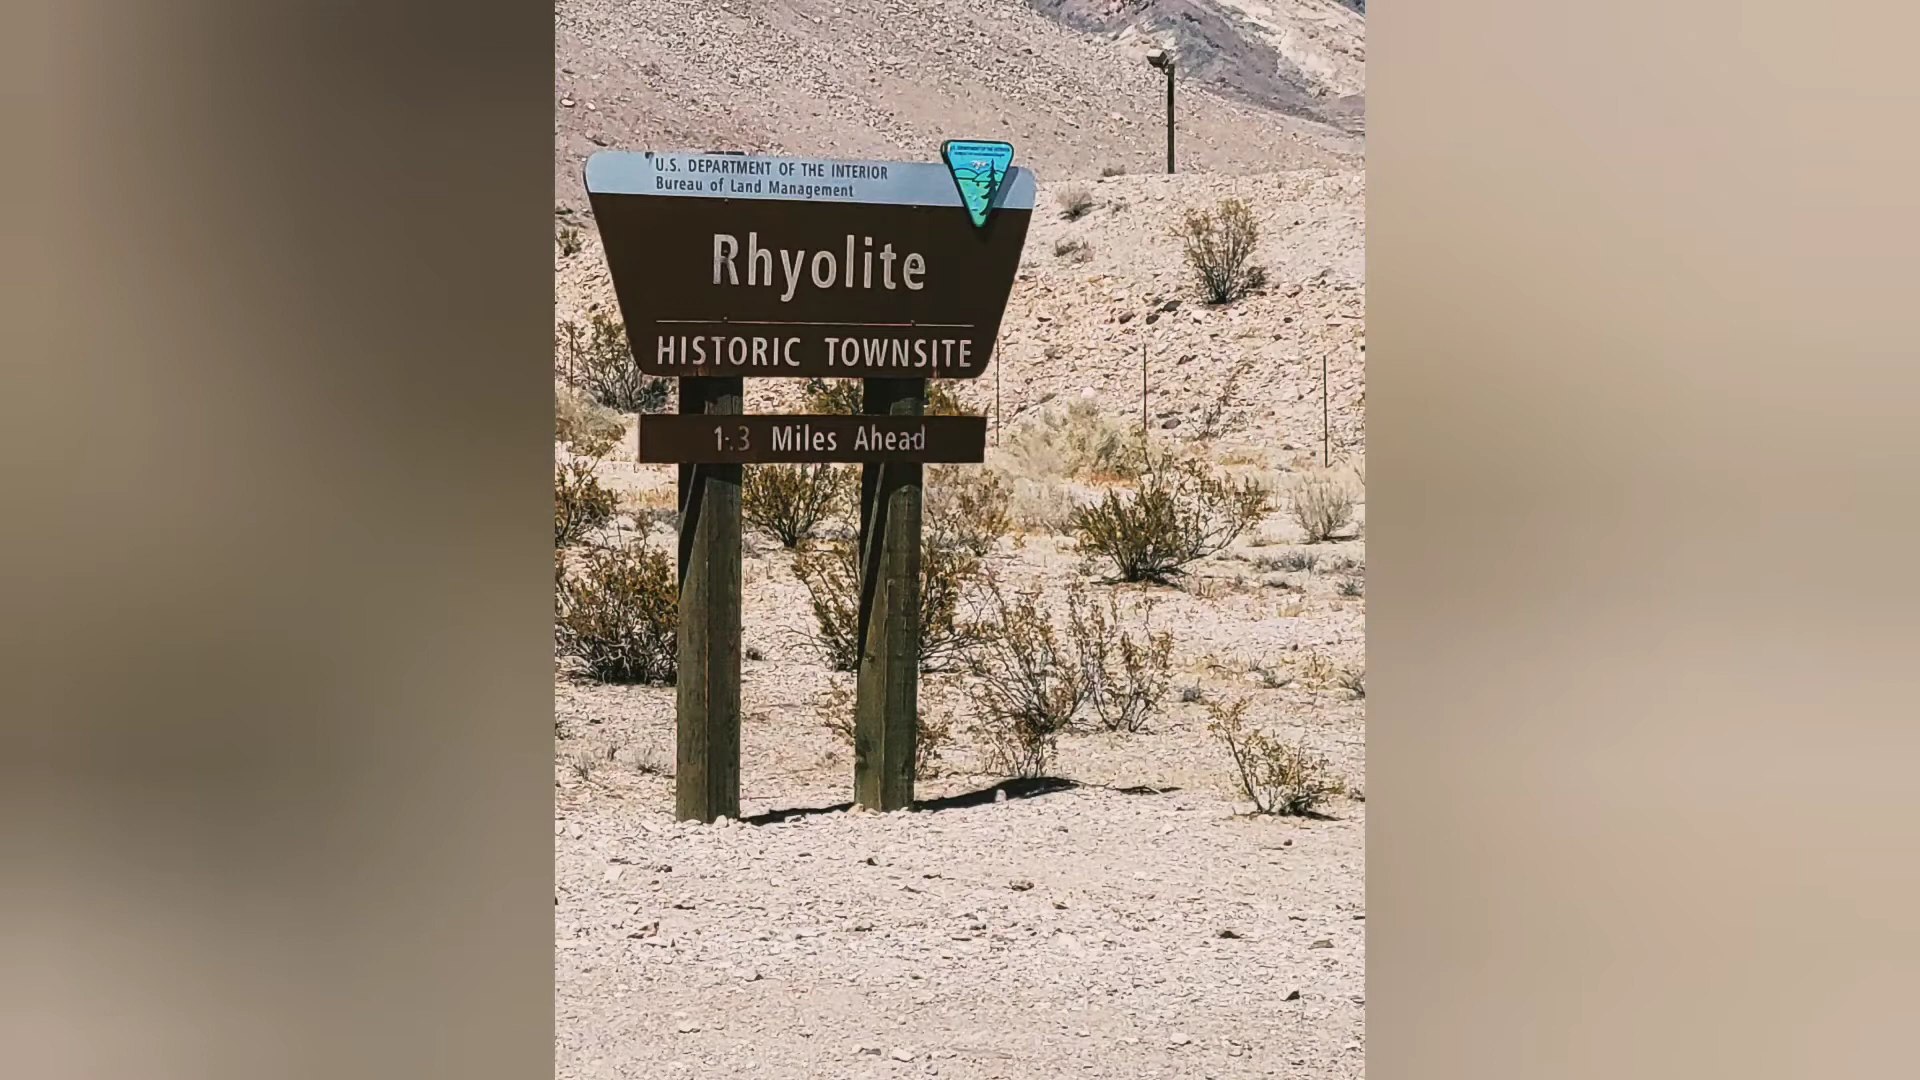 U.S. DEPARTMENT OF THE INTERIOR
Bureau of Land Management
Rhyolite
HISTORIC TOWNSITE
1.3 Miles Ahead